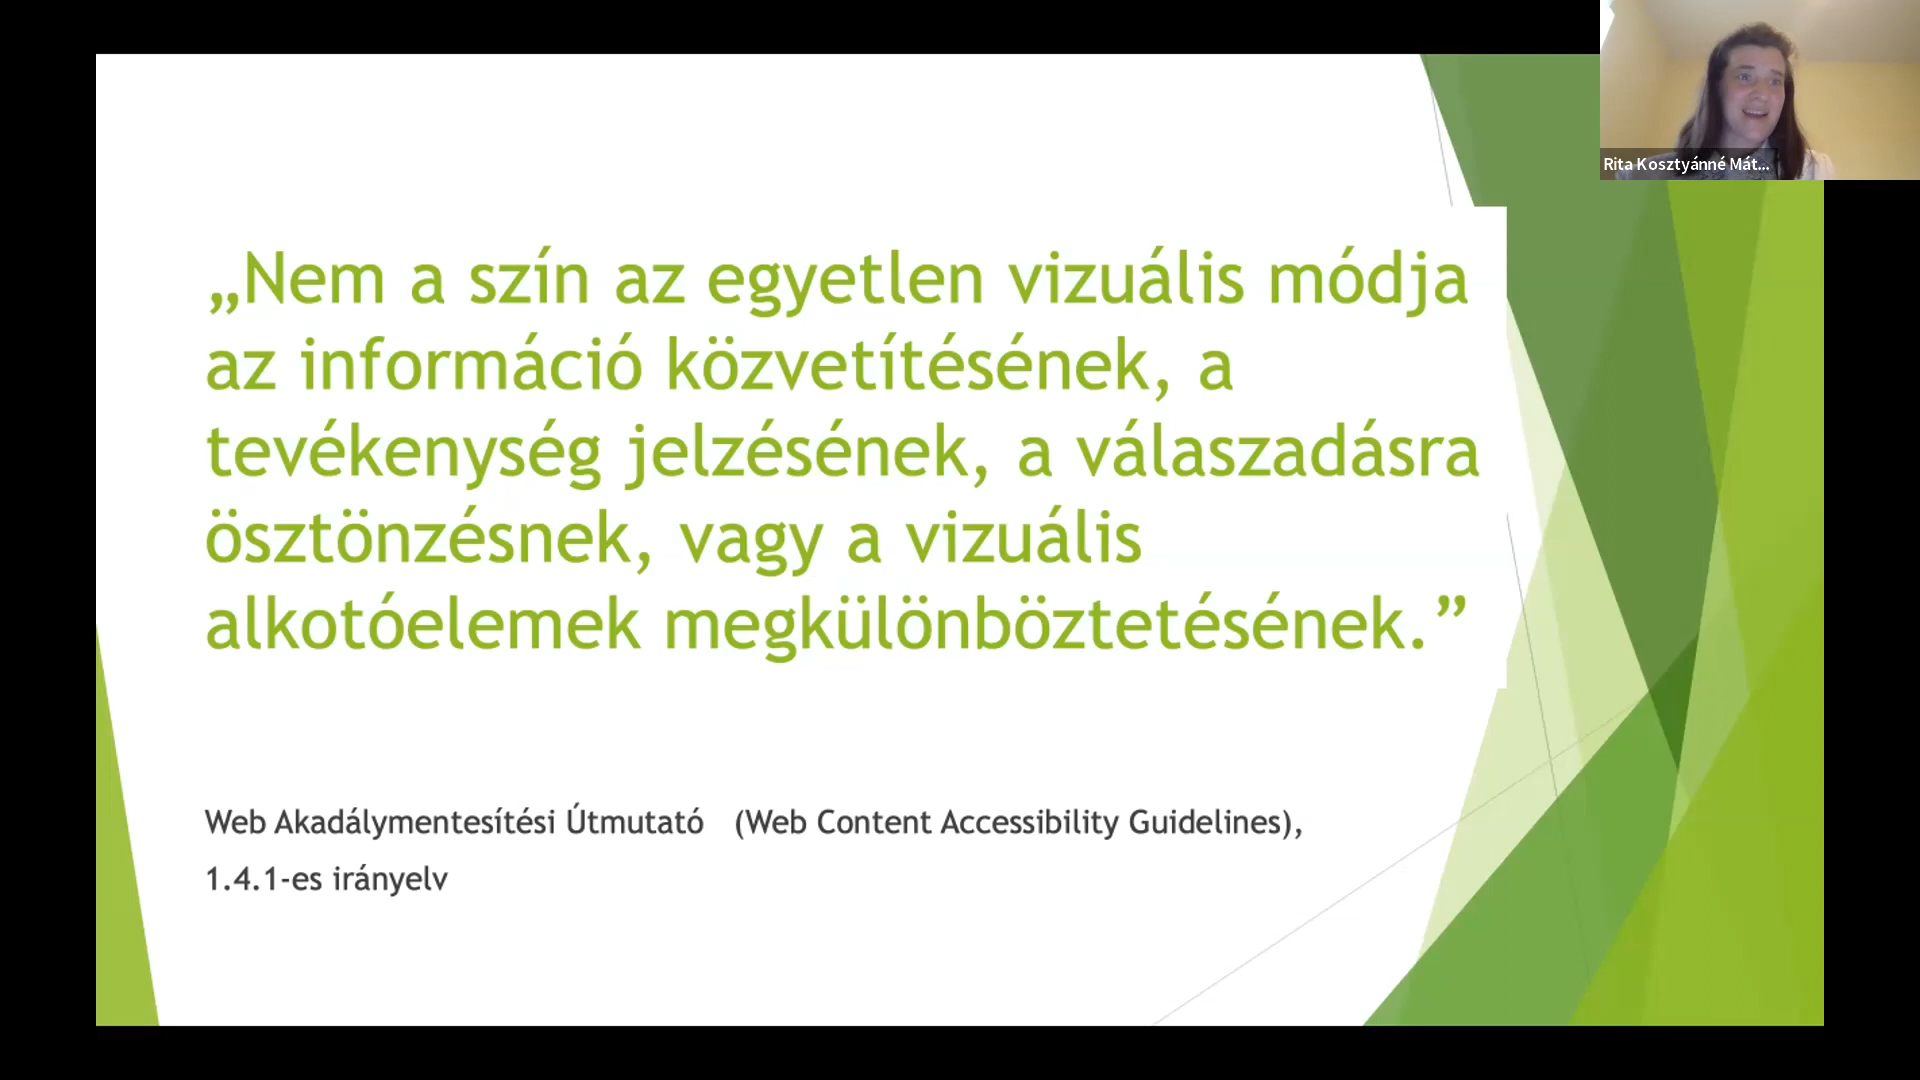 „Nem a szín az egyetlen vizuális módja
az információ közvetítésének, a
tevékenység jelzésének, a válaszadásra
ösztönzésnek, vagy a vizuális
alkotóelemek megkülönböztetésének.”
Web Akadálymentesítési Útmutató (Web Content Accessibility Guidelines),
1.4.1-es irányelv
Rita Kosztyánné Mát...